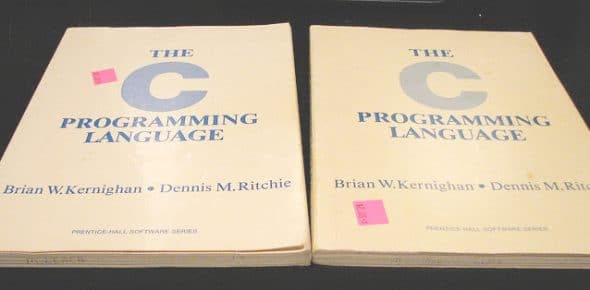 THE
C
PROGRAMMING
LANGUAGE
Brian W. Kernighan • Dennis M. Ritchie
PRENTICE-HALL SOFTWARE SERIES
THE
C
PROGRAMMING
LANGUAGE
Brian W. Kernighan • Dennis M. Ritc
PRENTICE-HALL SOFTWARE SERIES